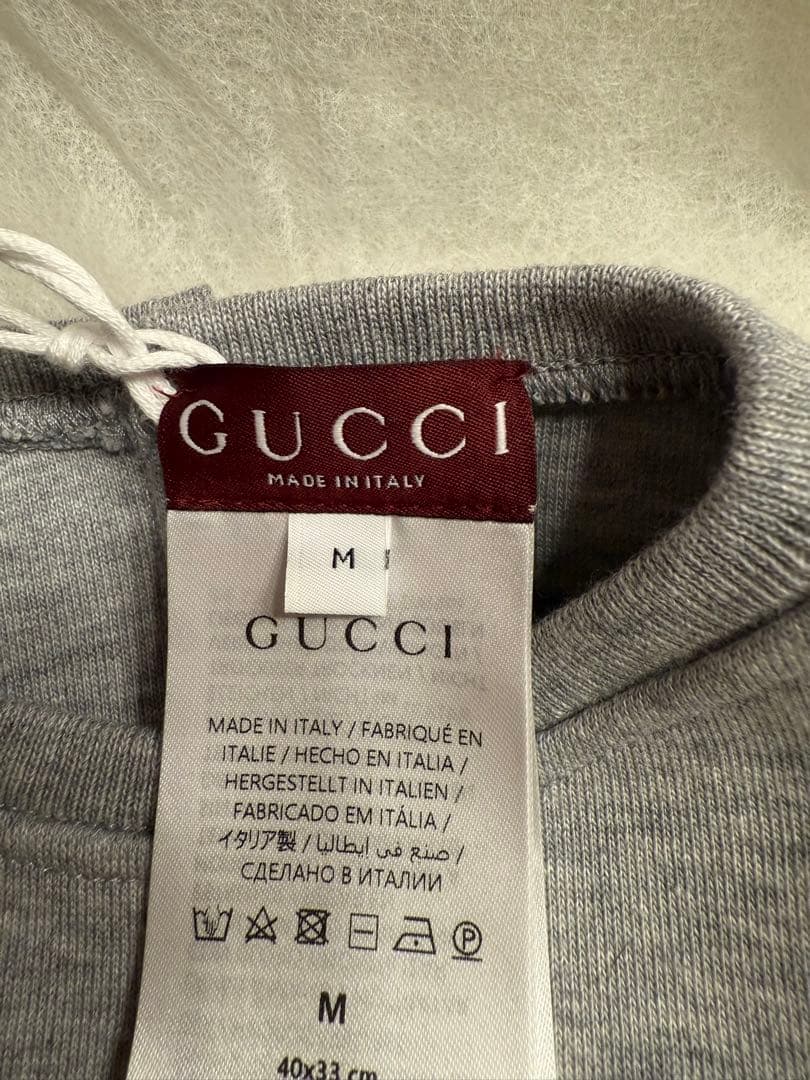 GUCCI
MADE IN ITALY
M
GUCCI
MADE IN ITALY / FABRIQUÉ EN
ITALIE / HECHO EN ITALIA /
HERGESTELLT IN ITALIEN /
FABRICADO EM ITÁLIA /
イタリア製 / صنع في ايطاليا /
СДЕЛАНО В ИТАЛИИ
P
M
40x33 cm